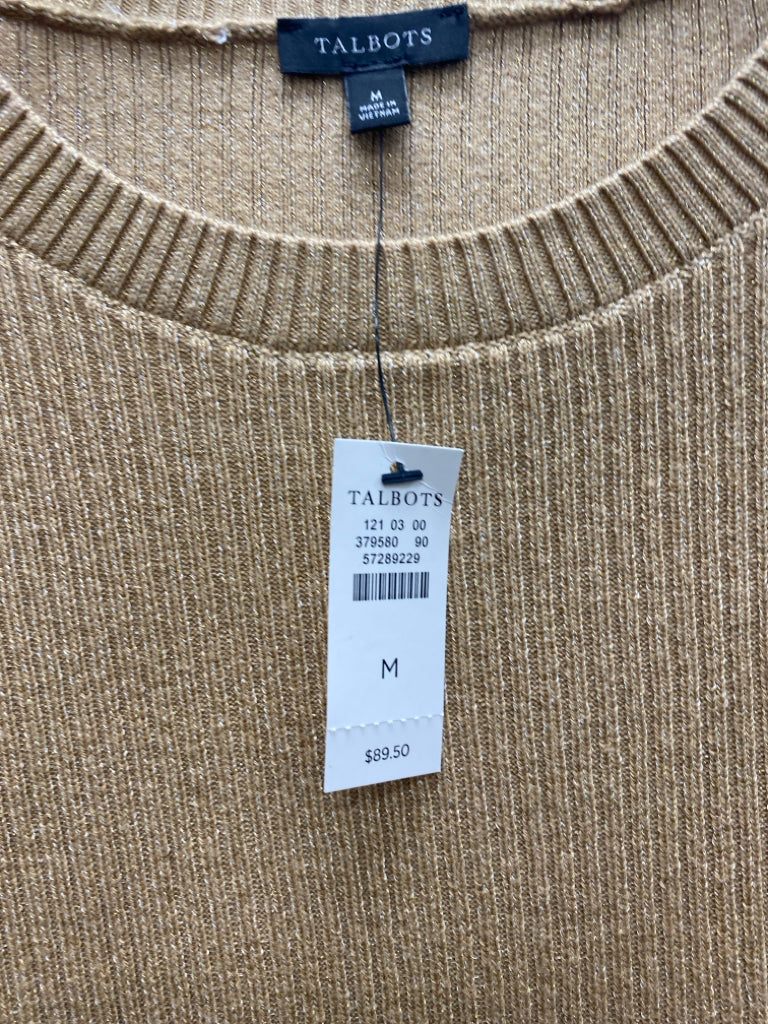 TALBOTS
M
MADE IN
VIETNAM
TALBOTS
121 03 00
379580 90
57289229
M
$89.50